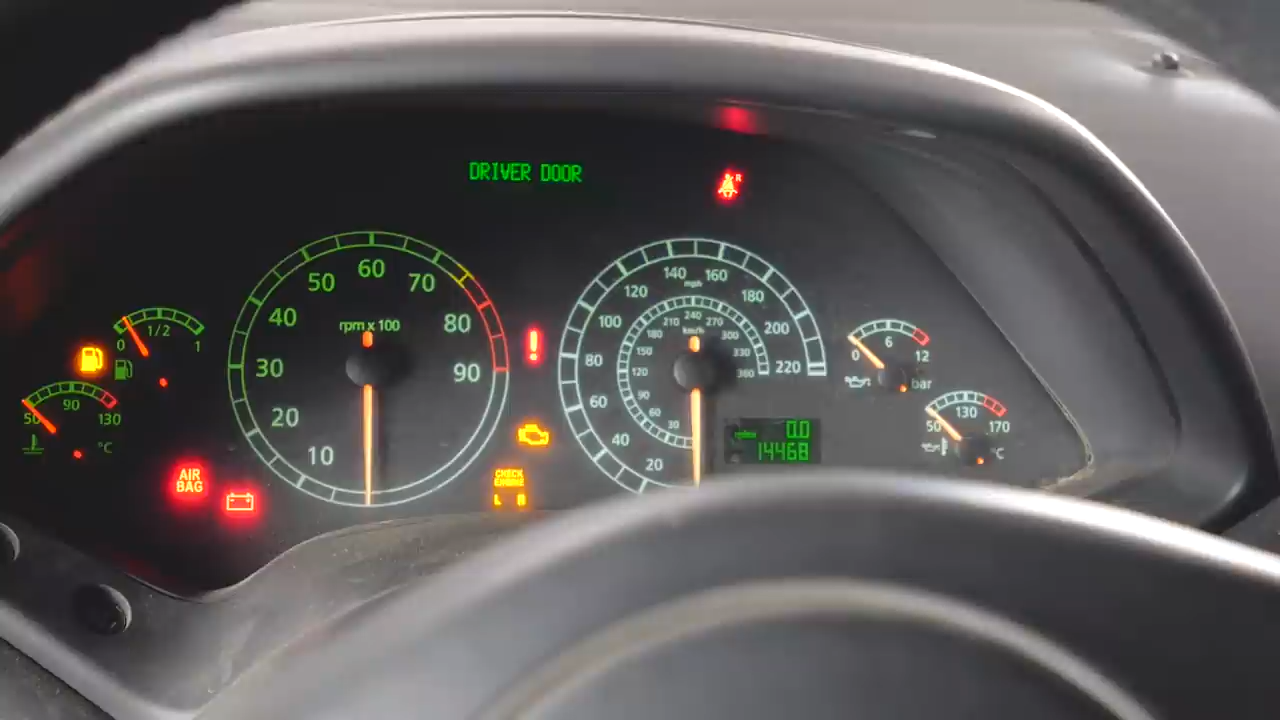 DRIVER DOOR
R
0 1/2 1
50 90 130
°C
AIR
BAG
10 20 30 40 50 60 70 80 90
rpm x 100
CHECK
ENGINE
L R
20 40 60 80 100 120 140 160 180 200 220
mph
30 60 90 120 150 180 210 240 270 300 330 360
km/h
miles 0.0
14468
0 6 12
bar
50 130 170
°C